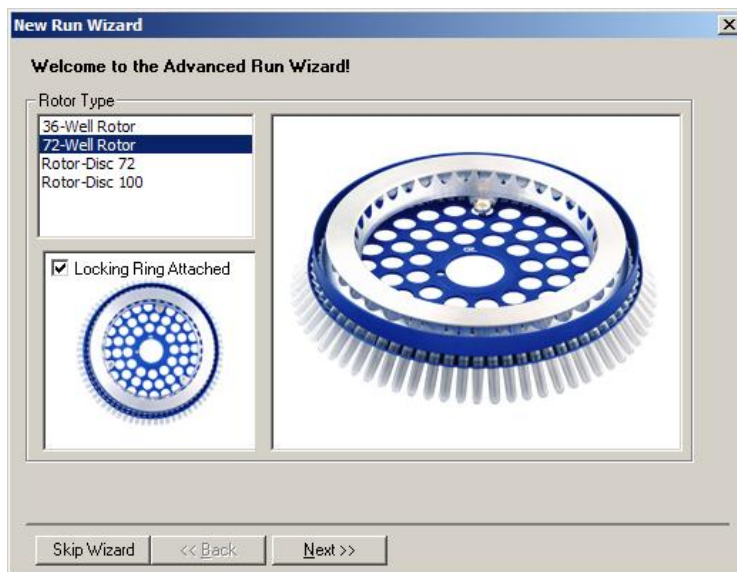 New Run Wizard
Welcome to the Advanced Run Wizard!
Rotor Type
36-Well Rotor
72-Well Rotor
Rotor-Disc 72
Rotor-Disc 100
Locking Ring Attached
Skip Wizard
<< Back
Next >>